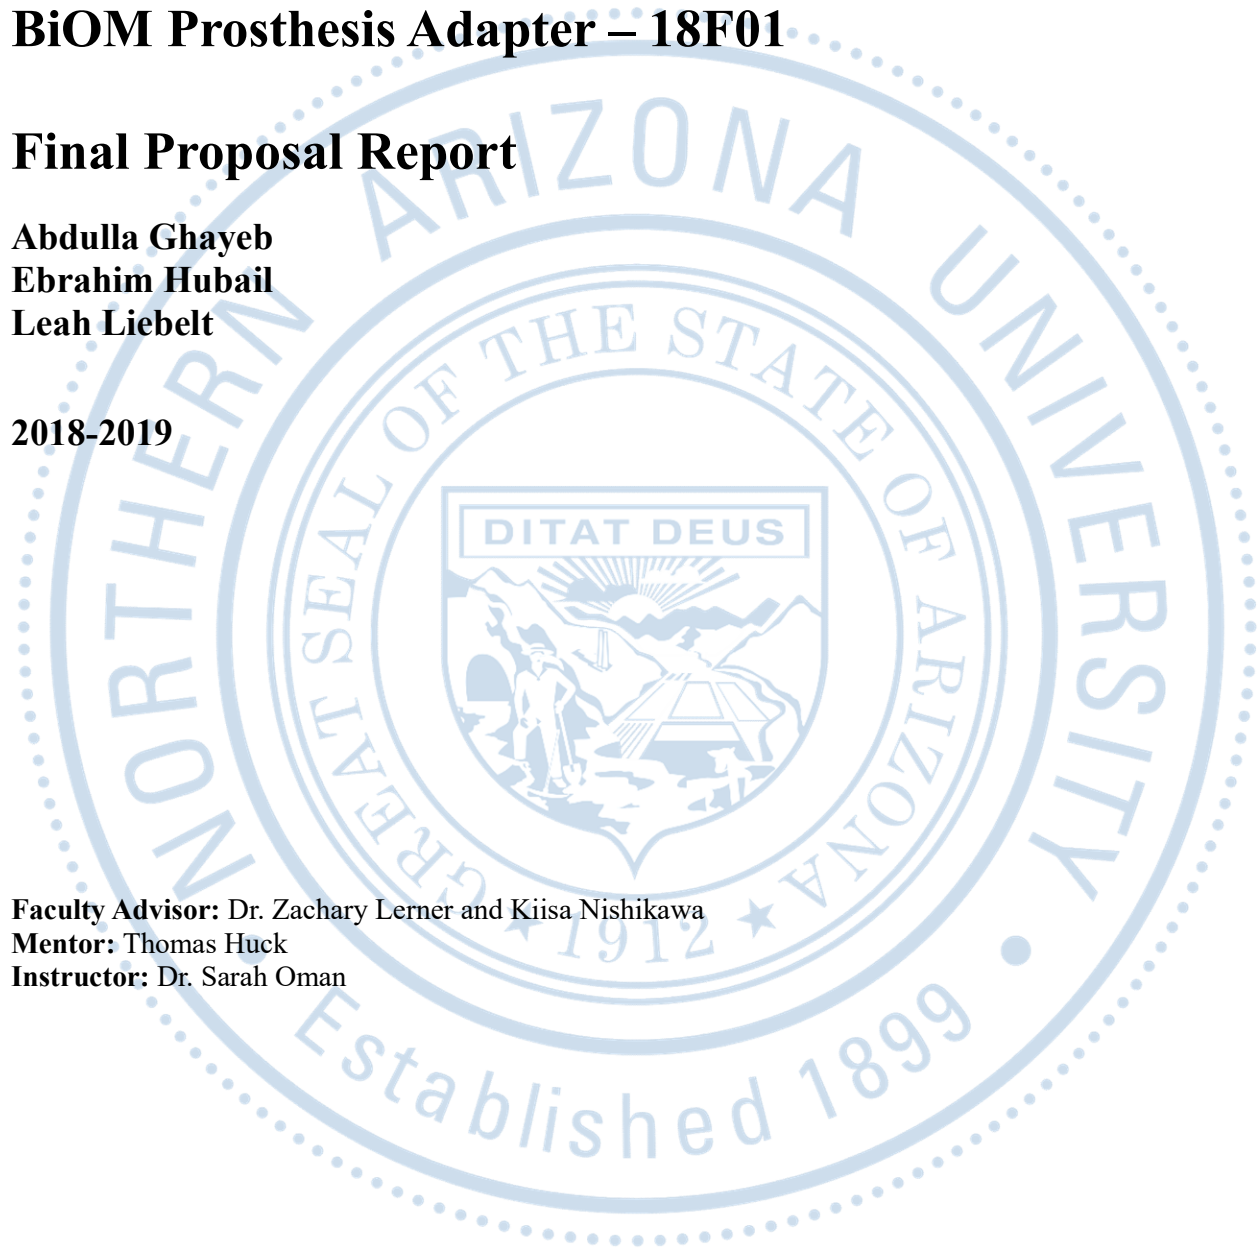 BiOM Prosthesis Adapter – 18F01
Final Proposal Report
Abdulla Ghayeb
Ebrahim Hubail
Leah Liebelt
2018-2019
Faculty Advisor: Dr. Zachary Lerner and Kiisa Nishikawa
Mentor: Thomas Huck
Instructor: Dr. Sarah Oman
NORTHERN ARIZONA UNIVERSITY
GREAT SEAL OF THE STATE OF ARIZONA
DITAT DEUS
★ 1912 ★
Established 1899